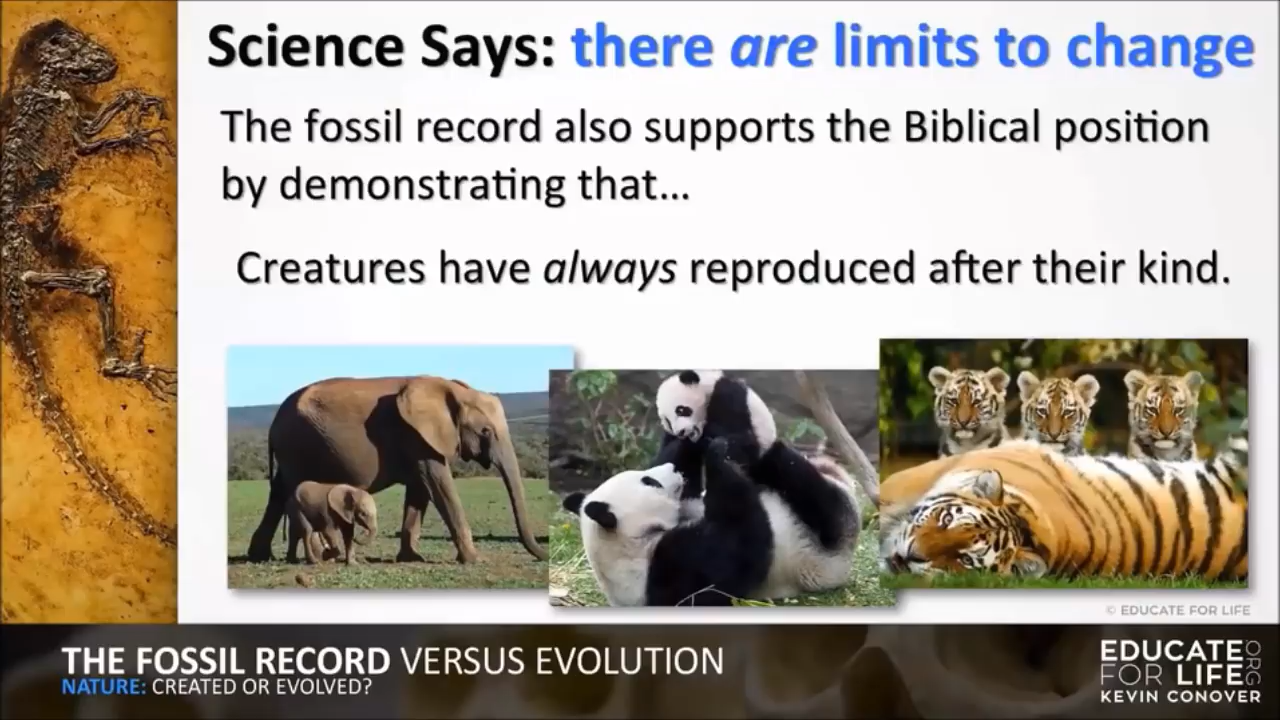 Science Says: there are limits to change
The fossil record also supports the Biblical position
by demonstrating that...
Creatures have always reproduced after their kind.
© EDUCATE FOR LIFE
THE FOSSIL RECORD VERSUS EVOLUTION
NATURE: CREATED OR EVOLVED?
EDUCATE
FOR LIFE.ORG
KEVIN CONOVER